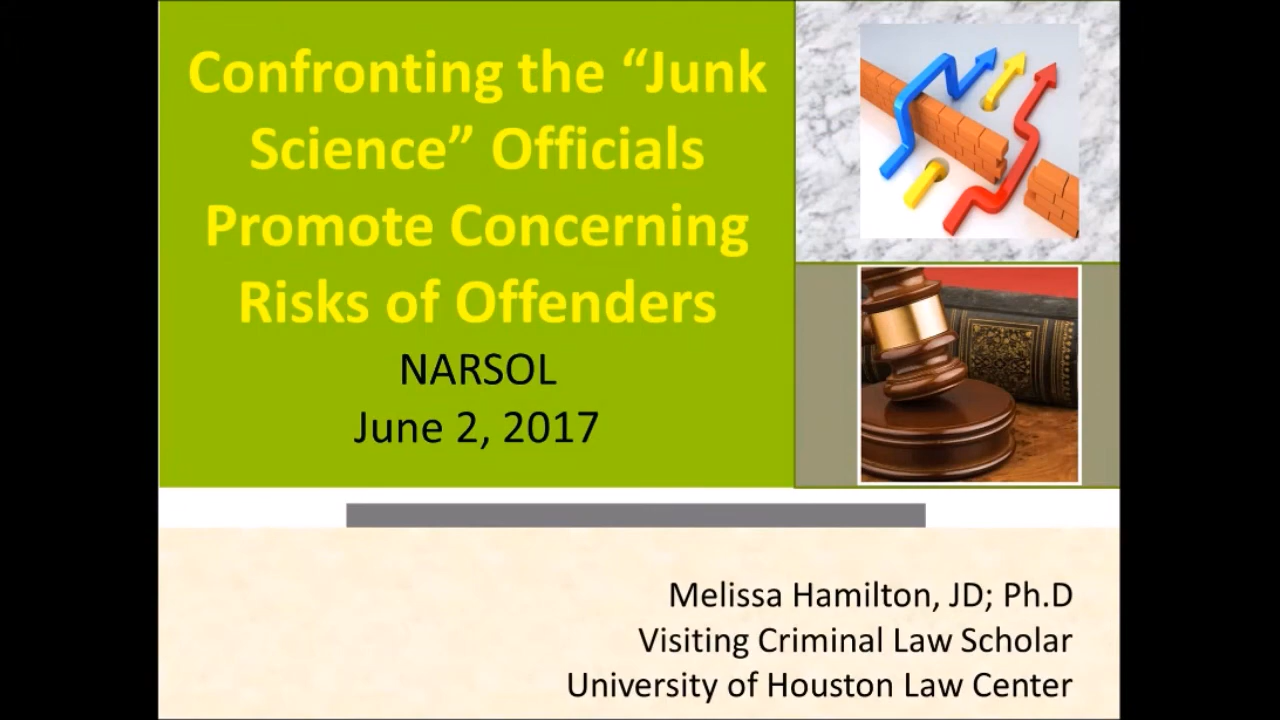 Confronting the “Junk
Science” Officials
Promote Concerning
Risks of Offenders
NARSOL
June 2, 2017
Melissa Hamilton, JD; Ph.D
Visiting Criminal Law Scholar
University of Houston Law Center